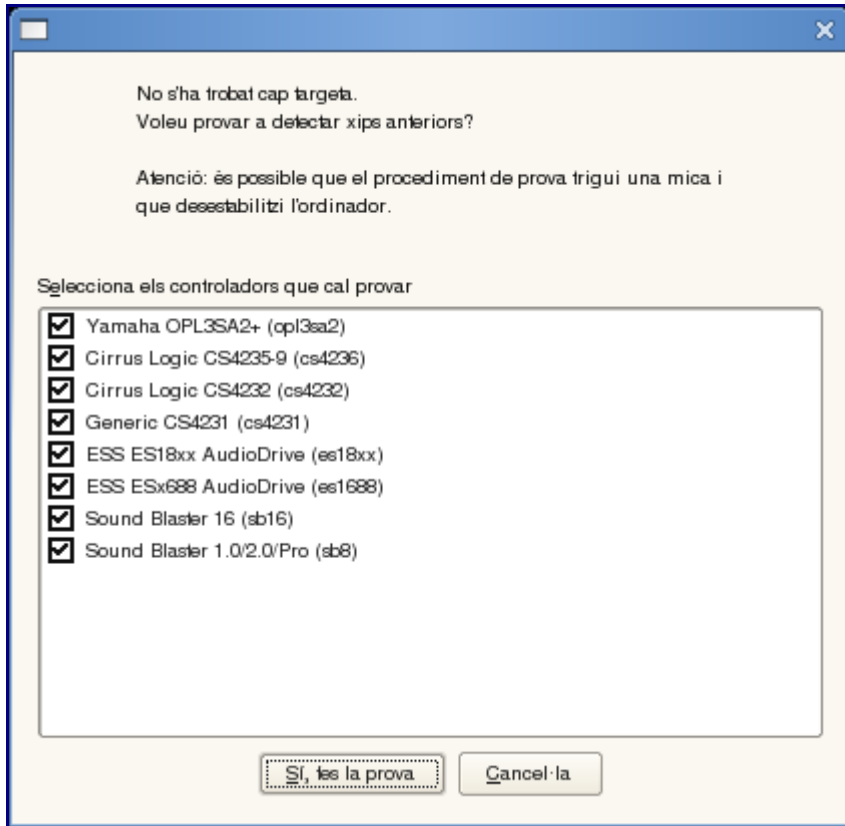 No s'ha trobat cap targeta.
Voleu provar a detectar xips anteriors?
Atenció: és possible que el procediment de prova trigui una mica i
que desestabilitzi l'ordinador.
Selecciona els controladors que cal provar
Yamaha OPL3SA2+ (opl3sa2)
Cirrus Logic CS4235-9 (cs4236)
Cirrus Logic CS4232 (cs4232)
Generic CS4231 (cs4231)
ESS ES18xx AudioDrive (es18xx)
ESS ESx688 AudioDrive (es1688)
Sound Blaster 16 (sb16)
Sound Blaster 1.0/2.0/Pro (sb8)
Sí, fes la prova
Cancel·la